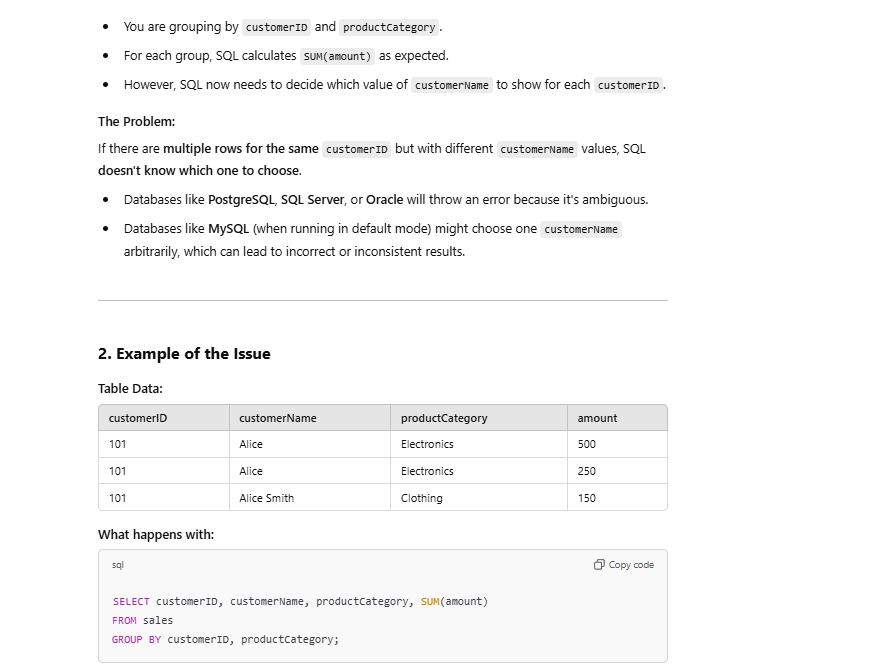 You are grouping by customerID and productCategory.
For each group, SQL calculates SUM(amount) as expected.
However, SQL now needs to decide which value of customerName to show for each customerID.
The Problem:
If there are multiple rows for the same customerID but with different customerName values, SQL
doesn't know which one to choose.
Databases like PostgreSQL, SQL Server, or Oracle will throw an error because it's ambiguous.
Databases like MySQL (when running in default mode) might choose one customerName
arbitrarily, which can lead to incorrect or inconsistent results.
2. Example of the Issue
Table Data:
customerID customerName productCategory amount
101 Alice Electronics 500
101 Alice Electronics 250
101 Alice Smith Clothing 150
What happens with:
sql Copy code
SELECT customerID, customerName, productCategory, SUM(amount)
FROM sales
GROUP BY customerID, productCategory;